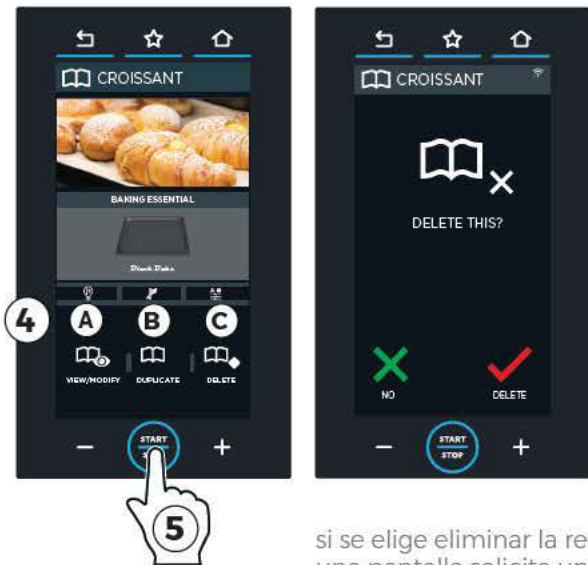 CROISSANT
BAKING ESSENTIAL
Black Bake
4
A
B
C
VIEW/MODIFY
DUPLICATE
DELETE
START
5
CROISSANT
DELETE THIS?
NO
DELETE
START
STOP
si se elige eliminar la